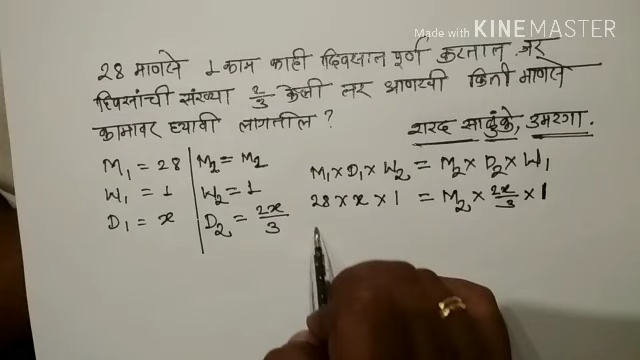 Made with KINEMASTER
28 माणसे 1 काम काही दिवसात पूर्ण करतात. जर
दिवसांची संख्या 2/3 केली तर आणखी किती माणसे
कामावर घ्यावी लागतील ?
शरद साळुंके, उमरगा.
M₁ = 28 | M₂ = M₂
W₁ = 1 | W₂ = 1
D₁ = x | D₂ = 2x/3
M₁ × D₁ × W₂ = M₂ × D₂ × W₁
28 × x × 1 = M₂ × 2x/3 × 1